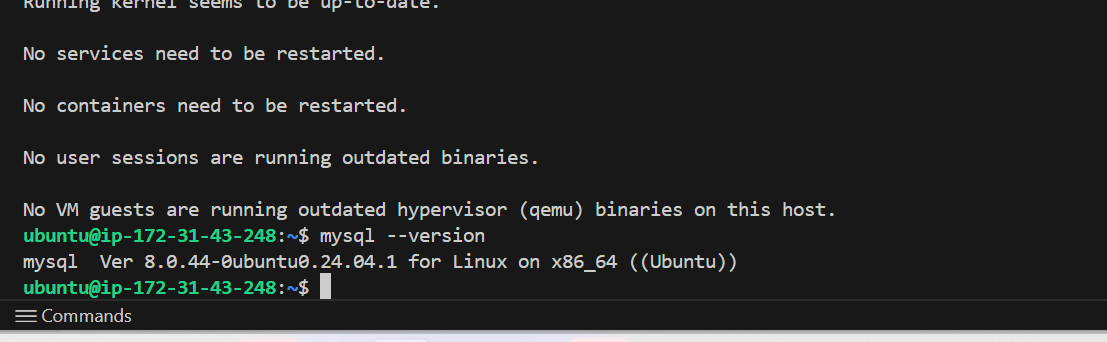 Running kernel seems to be up-to-date.
No services need to be restarted.
No containers need to be restarted.
No user sessions are running outdated binaries.
No VM guests are running outdated hypervisor (qemu) binaries on this host.
ubuntu@ip-172-31-43-248:~$ mysql --version
mysql  Ver 8.0.44-0ubuntu0.24.04.1 for Linux on x86_64 ((Ubuntu))
ubuntu@ip-172-31-43-248:~$
Commands